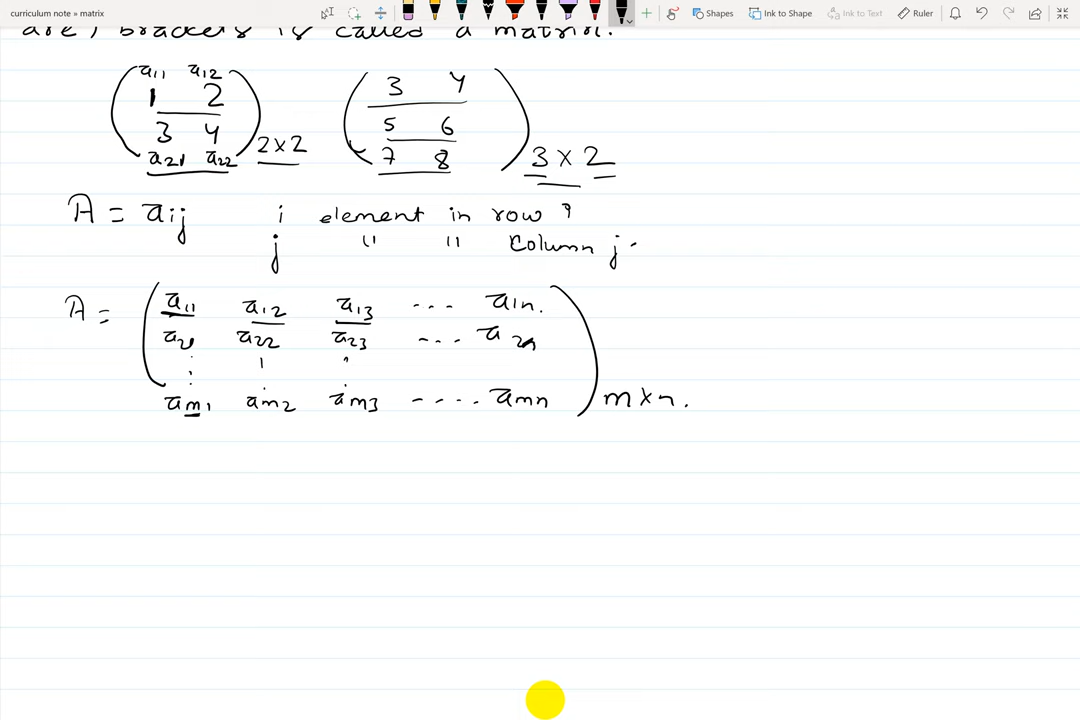 curriculum note » matrix
Shapes Ink to Shape Ink to Text Ruler
are) brackets is called a matrix.
a11 a12
1 2
3 4
a21 a22 2×2
3 4
5 6
7 8 3 × 2
A = aij i element in row i
j " " Column j.
A = a11 a12 a13 ... a1n.
a21 a22 a23 ... a2n
am1 am2 am3 .... amn m×n.